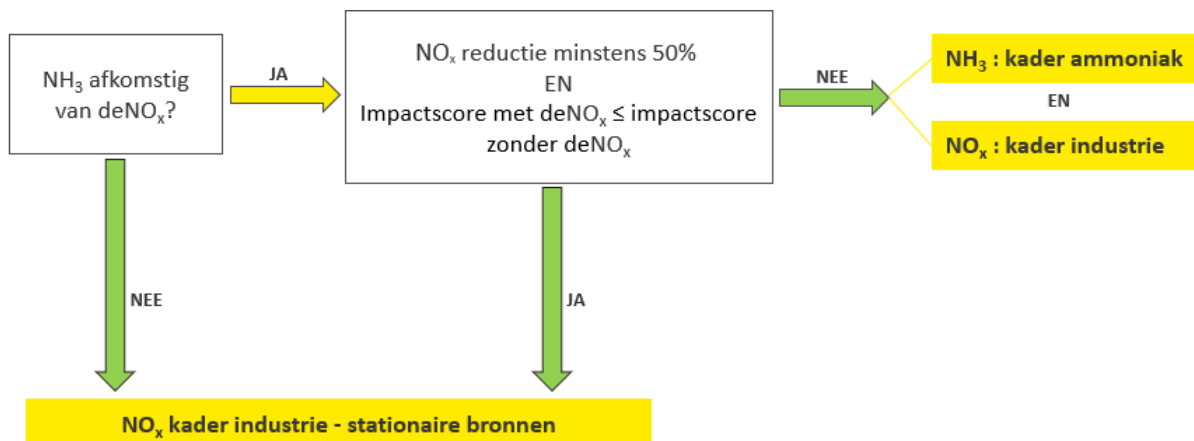 NH₃ afkomstig
van deNOₓ?
JA
NOₓ reductie minstens 50%
EN
Impactscore met deNOₓ ≤ impactscore
zonder deNOₓ
NEE
NH₃ : kader ammoniak
EN
NOₓ : kader industrie
NEE
JA
NOₓ kader industrie - stationaire bronnen